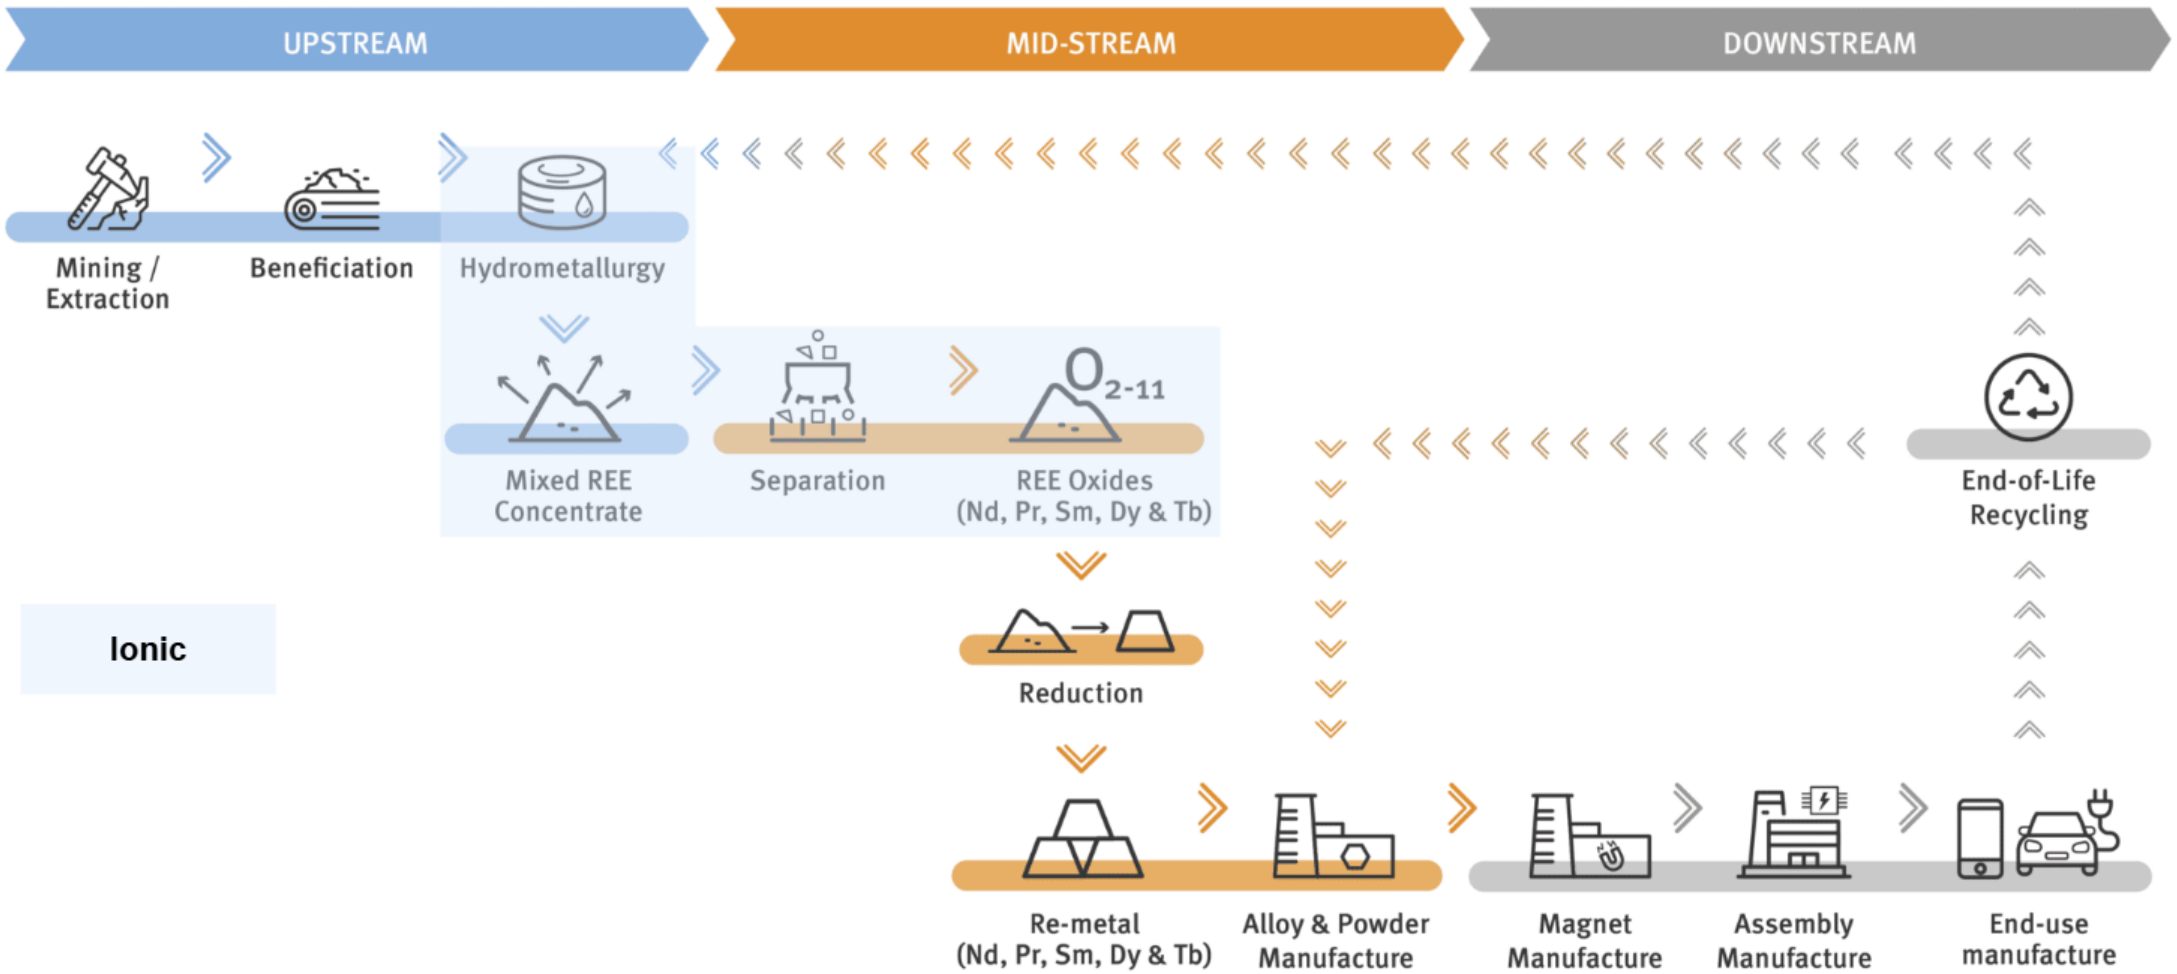 UPSTREAM
MID-STREAM
DOWNSTREAM
Mining /
Extraction
Beneficiation
Hydrometallurgy
Mixed REE
Concentrate
Separation
O2-11
REE Oxides
(Nd, Pr, Sm, Dy & Tb)
End-of-Life
Recycling
Ionic
Reduction
Re-metal
(Nd, Pr, Sm, Dy & Tb)
Alloy & Powder
Manufacture
Magnet
Manufacture
Assembly
Manufacture
End-use
manufacture